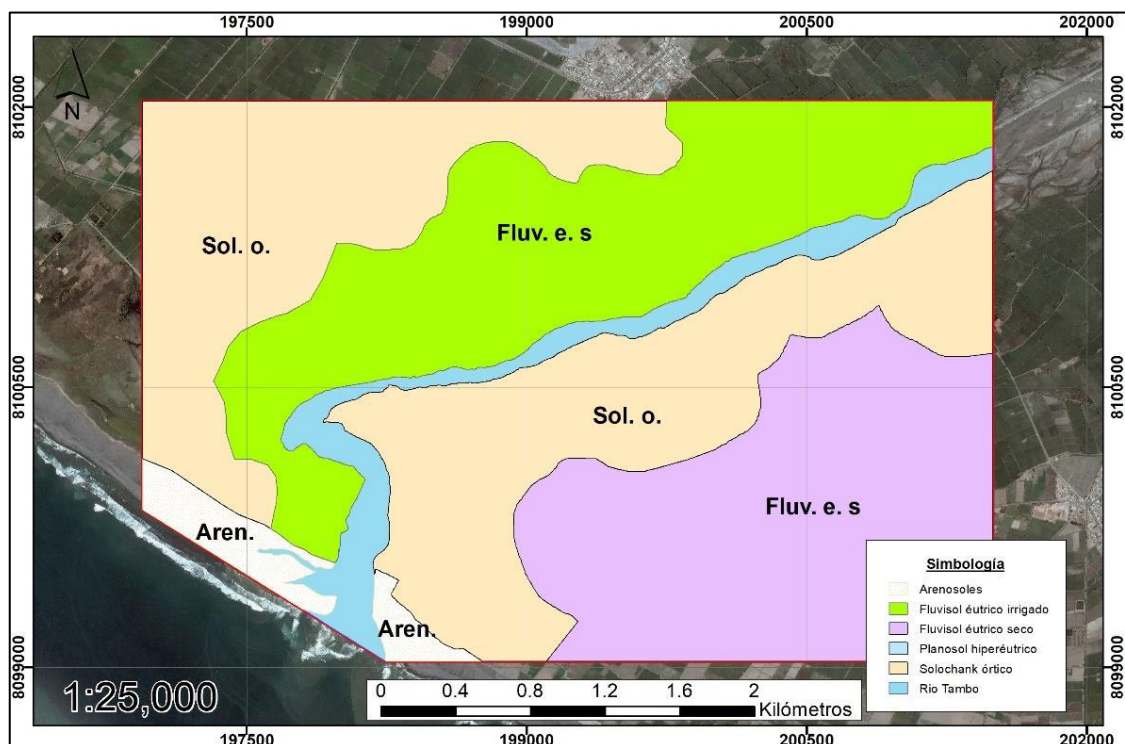 197500 199000 200500 202000
N
8102000 8102000
Sol. o.
Fluv. e. s
8100500 8100500
Sol. o.
Fluv. e. s
Aren.
Aren.
Simbología
Arenosoles
Fluvisol éutrico irrigado
Fluvisol éutrico seco
Planosol hiperéutrico
Solochank órtico
Rio Tambo
8099000 8099000
1:25,000
0 0.4 0.8 1.2 1.6 2
Kilómetros
197500 199000 200500 202000